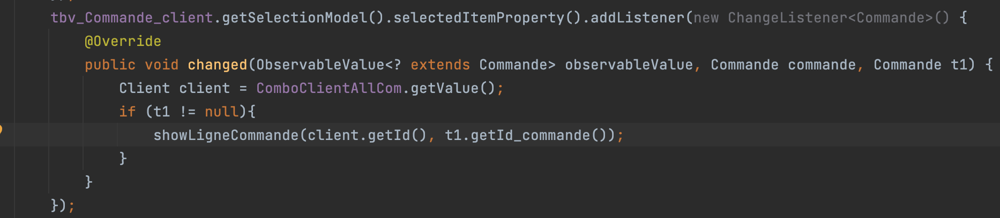 tbv_Commande_client.getSelectionModel().selectedItemProperty().addListener(new ChangeListener<Commande>() {
@Override
public void changed(ObservableValue<? extends Commande> observableValue, Commande commande, Commande t1) {
Client client = ComboClientAllCom.getValue();
if (t1 != null){
showLigneCommande(client.getId(), t1.getId_commande());
}
}
});